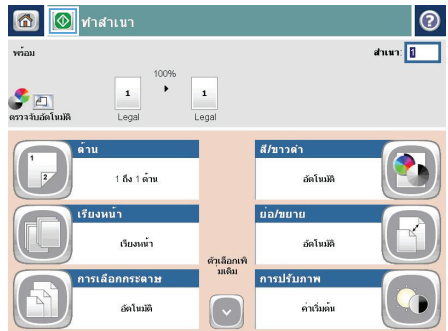 ทำสำเนา
?
พร้อม
สำเนา: 1
100%
1
1
ตรวจจับอัตโนมัติ
Legal
Legal
ด้าน
1
2
1 ถึง 1 ด้าน
สี/ขาวดำ
อัตโนมัติ
เรียงหน้า
เรียงหน้า
ย่อ/ขยาย
อัตโนมัติ
ตัวเลือกเพิ
่มเติม
การเลือกกระดาษ
อัตโนมัติ
การปรับภาพ
ค่าเริ่มต้น